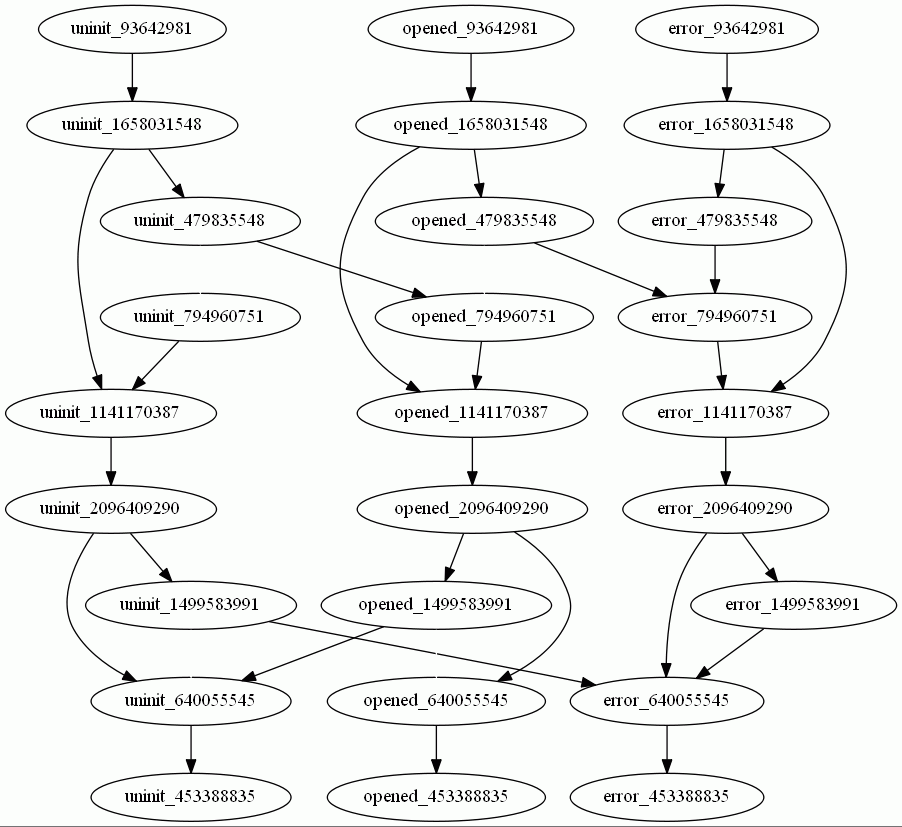 uninit_93642981
opened_93642981
error_93642981
uninit_1658031548
opened_1658031548
error_1658031548
uninit_479835548
opened_479835548
error_479835548
uninit_794960751
opened_794960751
error_794960751
uninit_1141170387
opened_1141170387
error_1141170387
uninit_2096409290
opened_2096409290
error_2096409290
uninit_1499583991
opened_1499583991
error_1499583991
uninit_640055545
opened_640055545
error_640055545
uninit_453388835
opened_453388835
error_453388835